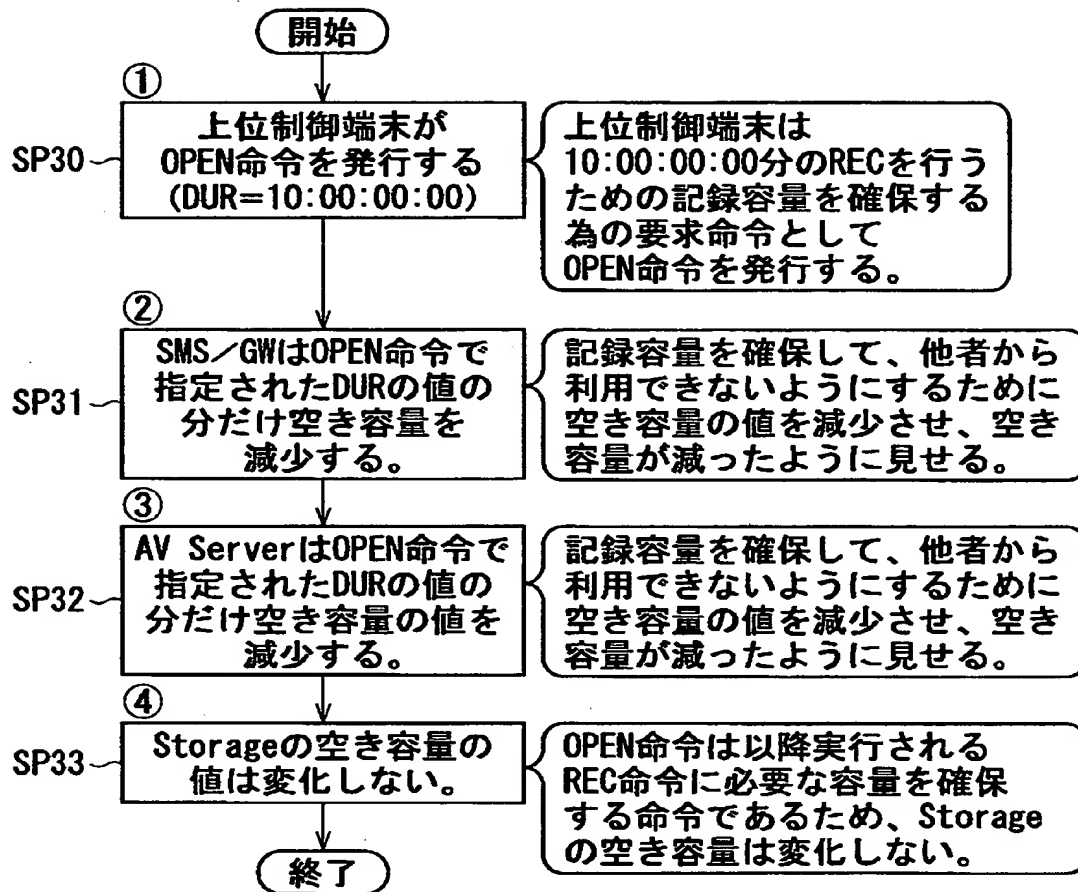 開始
①
SP30
上位制御端末が
OPEN命令を発行する
(DUR=10:00:00:00)
上位制御端末は
10:00:00:00分のRECを行う
ための記録容量を確保する
為の要求命令として
OPEN命令を発行する。
②
SP31
SMS/GWはOPEN命令で
指定されたDURの値の
分だけ空き容量を
減少する。
記録容量を確保して、他者から
利用できないようにするために
空き容量の値を減少させ、空き
容量が減ったように見せる。
③
SP32
AV ServerはOPEN命令で
指定されたDURの値の
分だけ空き容量の値を
減少する。
記録容量を確保して、他者から
利用できないようにするために
空き容量の値を減少させ、空き
容量が減ったように見せる。
④
SP33
Storageの空き容量の
値は変化しない。
OPEN命令は以降実行される
REC命令に必要な容量を確保
する命令であるため、Storage
の空き容量は変化しない。
終了